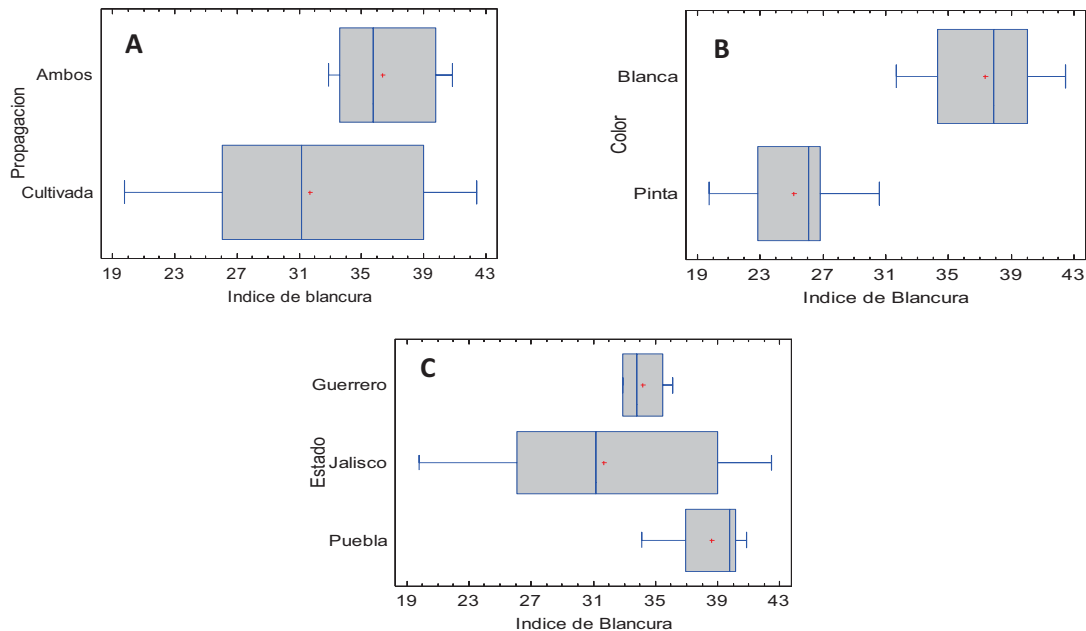 A
Propagacion
Ambos
Cultivada
19 23 27 31 35 39 43
Indice de blancura
B
Color
Blanca
Pinta
19 23 27 31 35 39 43
Indice de Blancura
C
Estado
Guerrero
Jalisco
Puebla
19 23 27 31 35 39 43
Indice de Blancura